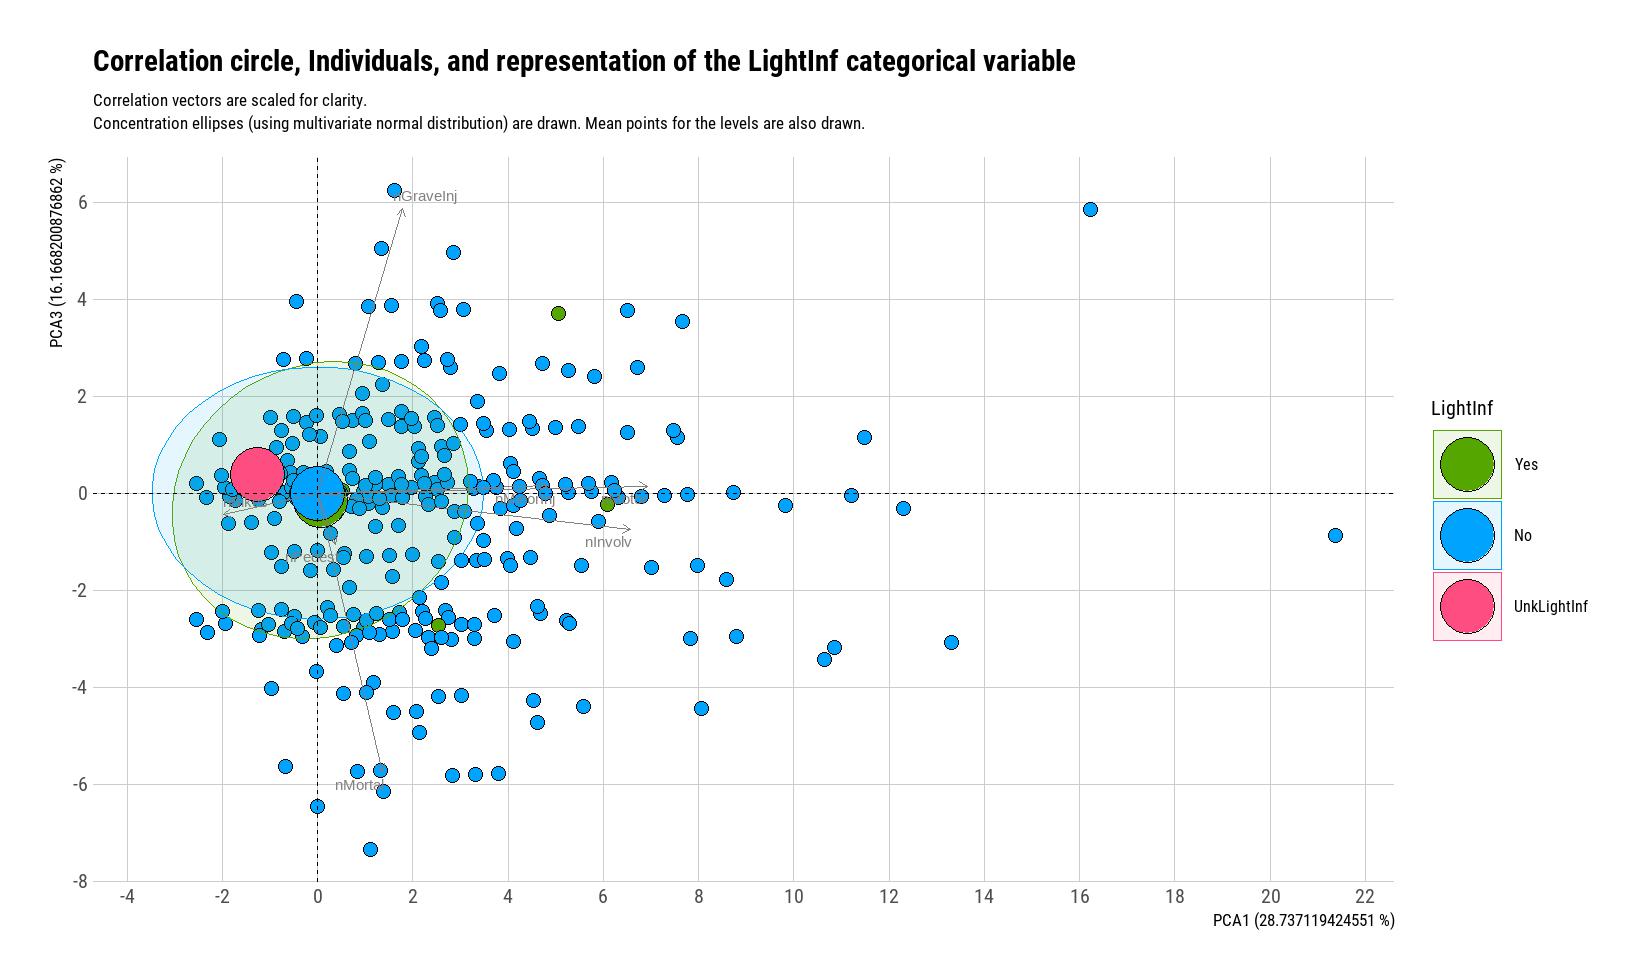 Correlation circle, Individuals, and representation of the LightInf categorical variable
Correlation vectors are scaled for clarity.
Concentration ellipses (using multivariate normal distribution) are drawn. Mean points for the levels are also drawn.
PCA3 (16.1668200876862 %)
6
4
2
0
-2
-4
-6
-8
nGraveInj
nInvolv
nMortal
-4
-2
0
2
4
6
8
10
12
14
16
18
20
22
PCA1 (28.737119424551 %)
LightInf
Yes
No
UnkLightInf